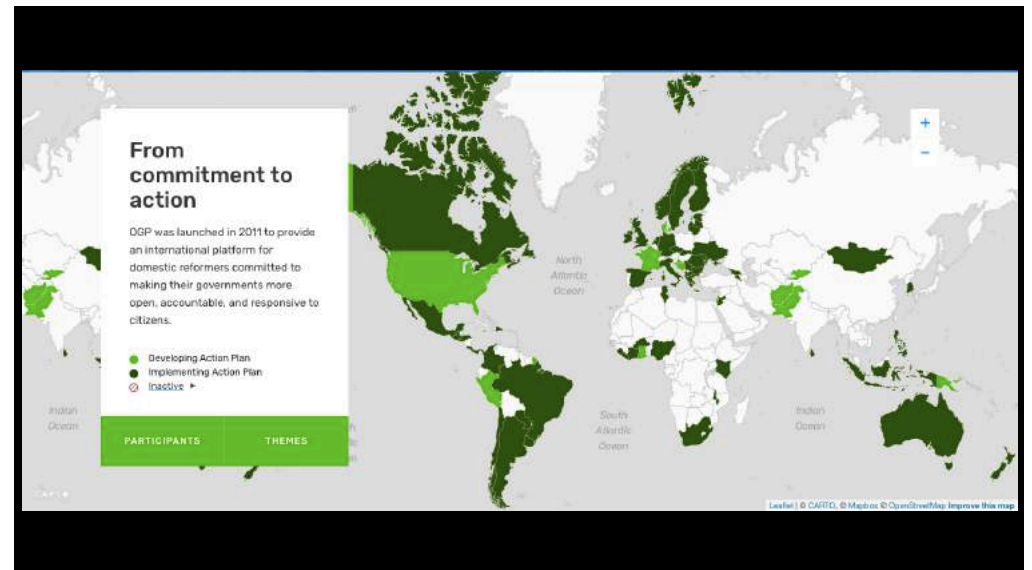 From
commitment to
action
OGP was launched in 2011 to provide
an international platform for
domestic reformers committed to
making their governments more
open, accountable, and responsive to
citizens.
Developing Action Plan
Implementing Action Plan
Inactive ▸
PARTICIPANTS THEMES
+
−
North
Atlantic
Ocean
Indian
Ocean
South
Atlantic
Ocean
Indian
Ocean
Leaflet | © CARTO, © Mapbox © OpenStreetMap Improve this map